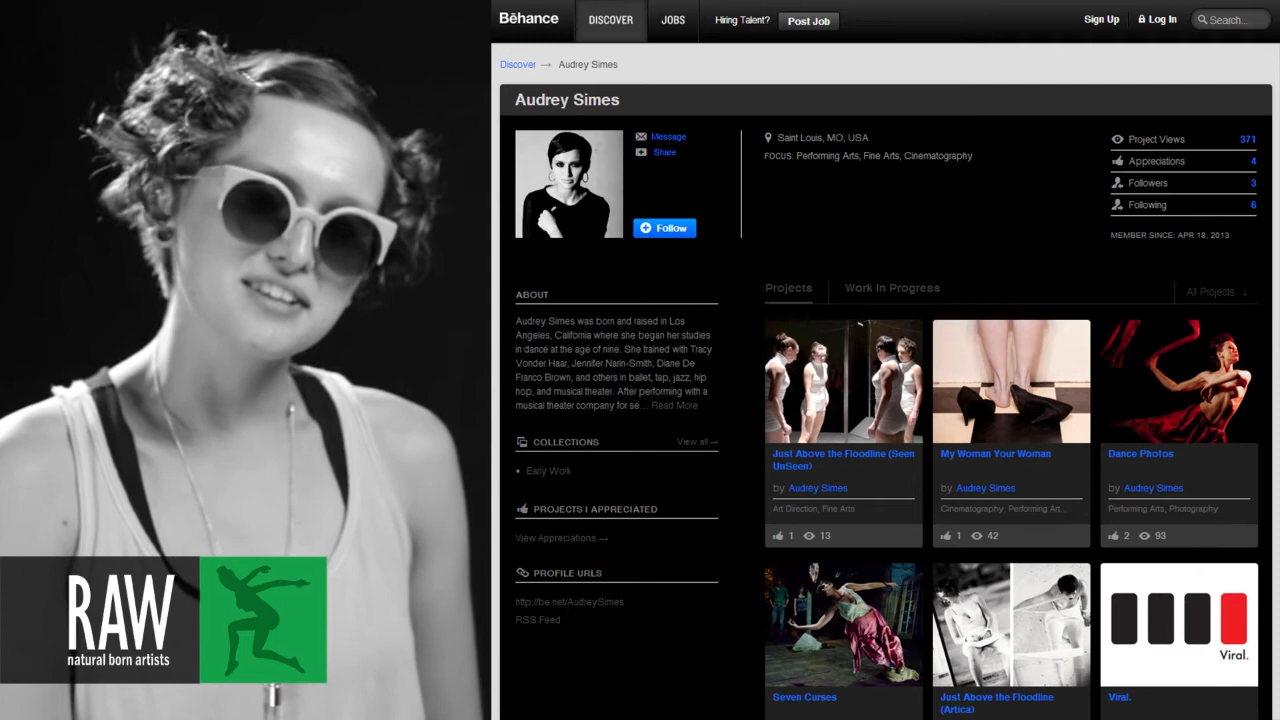 RAW
natural born artists
Bēhance
DISCOVER
JOBS
Hiring Talent?
Post Job
Sign Up
Log In
Search...
Discover → Audrey Simes
Audrey Simes
Message
Share
Follow
Saint Louis, MO, USA
FOCUS: Performing Arts, Fine Arts, Cinematography
Project Views 371
Appreciations 4
Followers 3
Following 6
MEMBER SINCE: APR 18, 2013
ABOUT
Audrey Simes was born and raised in Los
Angeles, California where she began her studies
in dance at the age of nine. She trained with Tracy
Vonder Haar, Jennifer Narin-Smith, Diane De
Franco Brown, and others in ballet, tap, jazz, hip
hop, and musical theater. After performing with a
musical theater company for se... Read More
COLLECTIONS View all →
• Early Work
PROJECTS I APPRECIATED
View Appreciations →
PROFILE URLS
http://be.net/AudreySimes
RSS Feed
Projects
Work In Progress
All Projects ↓
Just Above the Floodline (Seen
UnSeen)
by Audrey Simes
Art Direction, Fine Arts
1 13
My Woman Your Woman
by Audrey Simes
Cinematography, Performing Art...
1 42
Dance Photos
by Audrey Simes
Performing Arts, Photography
2 93
Seven Curses
Just Above the Floodline
(Artica)
Viral.
Viral.